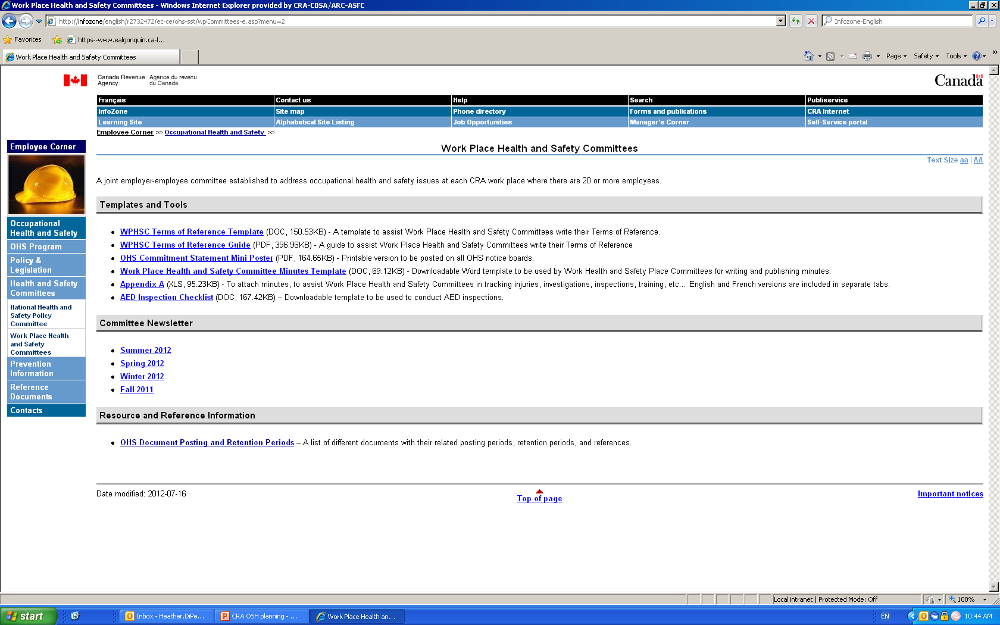 Work Place Health and Safety Committees - Windows Internet Explorer provided by CRA-CBSA/ARC-ASFC
http://infozone/english/r2732472/ec-ce/ohs-sst/wpCommittees-e.asp?menu=2
Infozone-English
Favorites
https--www.ealgonquin.ca-l...
Work Place Health and Safety Committees
Page
Safety
Tools
»
Canada Revenue Agence du revenu
Agency du Canada
Canada
Français Contact us Help Search Publiservice
InfoZone Site map Phone directory Forms and publications CRA Internet
Learning Site Alphabetical Site Listing Job Opportunities Manager's Corner Self-Service portal
Employee Corner >> Occupational Health and Safety >>
Employee Corner
Occupational
Health and Safety
OHS Program
Policy &
Legislation
Health and Safety
Committees
National Health and
Safety Policy
Committee
Work Place Health
and Safety
Committees
Prevention
Information
Reference
Documents
Contacts
Work Place Health and Safety Committees
Text Size aa | AA
A joint employer-employee committee established to address occupational health and safety issues at each CRA work place where there are 20 or more employees.
Templates and Tools
• WPHSC Terms of Reference Template (DOC, 150.53KB) - A template to assist Work Place Health and Safety Committees write their Terms of Reference.
• WPHSC Terms of Reference Guide (PDF, 396.96KB) - A guide to assist Work Place Health and Safety Committees write their Terms of Reference
• OHS Commitment Statement Mini Poster (PDF, 164.65KB) - Printable version to be posted on all OHS notice boards.
• Work Place Health and Safety Committee Minutes Template (DOC, 69.12KB) - Downloadable Word template to be used by Work Health and Safety Place Committees for writing and publishing minutes.
• Appendix A (XLS, 95.23KB) - To attach minutes, to assist Work Place Health and Safety Committees in tracking injuries, investigations, inspections, training, etc... English and French versions are included in separate tabs.
• AED Inspection Checklist (DOC, 167.42KB) – Downloadable template to be used to conduct AED inspections.
Committee Newsletter
• Summer 2012
• Spring 2012
• Winter 2012
• Fall 2011
Resource and Reference Information
• OHS Document Posting and Retention Periods – A list of different documents with their related posting periods, retention periods, and references.
Date modified: 2012-07-16
Top of page
Important notices
Local intranet | Protected Mode: Off
100%
start
Inbox - Heather.DiPe...
CRA OSH planning - ...
Work Place Health an...
EN
10:44 AM